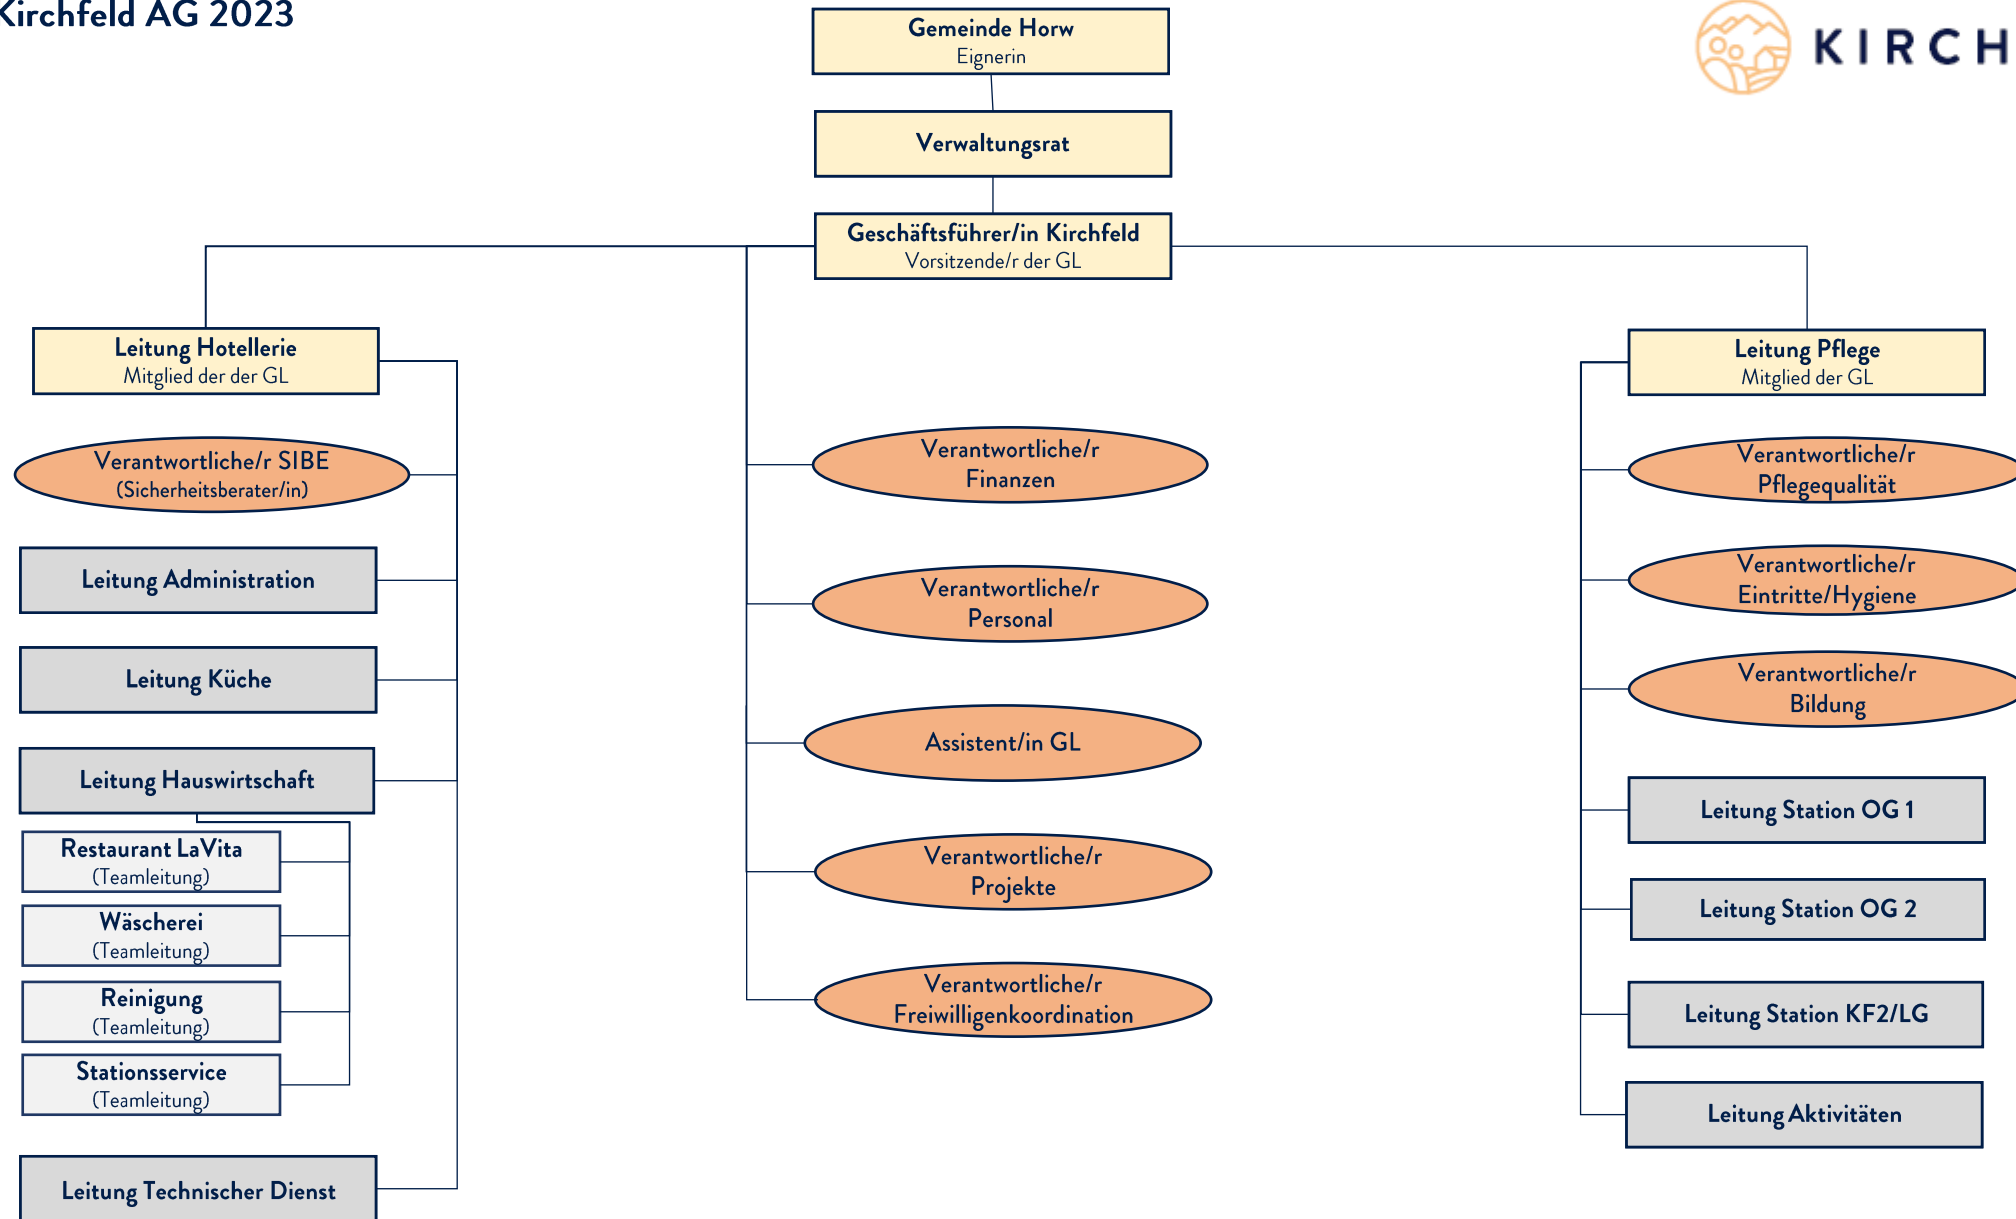 Kirchfeld AG 2023
KIRCH
Gemeinde Horw
Eignerin
Verwaltungsrat
Geschäftsführer/in Kirchfeld
Vorsitzende/r der GL
Leitung Hotellerie
Mitglied der der GL
Verantwortliche/r SIBE
(Sicherheitsberater/in)
Leitung Administration
Leitung Küche
Leitung Hauswirtschaft
Restaurant LaVita
(Teamleitung)
Wäscherei
(Teamleitung)
Reinigung
(Teamleitung)
Stationsservice
(Teamleitung)
Leitung Technischer Dienst
Verantwortliche/r
Finanzen
Verantwortliche/r
Personal
Assistent/in GL
Verantwortliche/r
Projekte
Verantwortliche/r
Freiwilligenkoordination
Leitung Pflege
Mitglied der GL
Verantwortliche/r
Pflegequalität
Verantwortliche/r
Eintritte/Hygiene
Verantwortliche/r
Bildung
Leitung Station OG 1
Leitung Station OG 2
Leitung Station KF2/LG
Leitung Aktivitäten